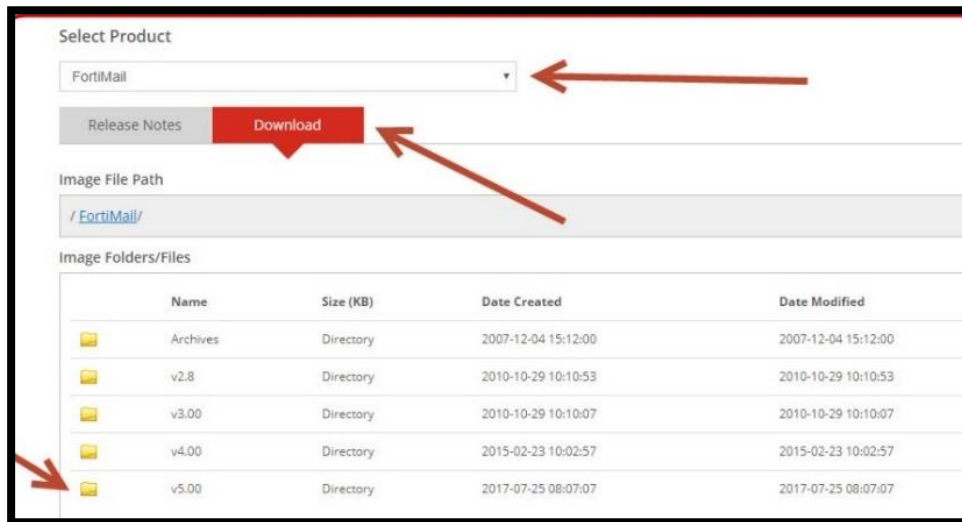 Select Product
FortiMail
Release Notes Download
Image File Path
/ FortiMail/
Image Folders/Files
Name Size (KB) Date Created Date Modified
Archives Directory 2007-12-04 15:12:00 2007-12-04 15:12:00
v2.8 Directory 2010-10-29 10:10:53 2010-10-29 10:10:53
v3.00 Directory 2010-10-29 10:10:07 2010-10-29 10:10:07
v4.00 Directory 2015-02-23 10:02:57 2015-02-23 10:02:57
v5.00 Directory 2017-07-25 08:07:07 2017-07-25 08:07:07